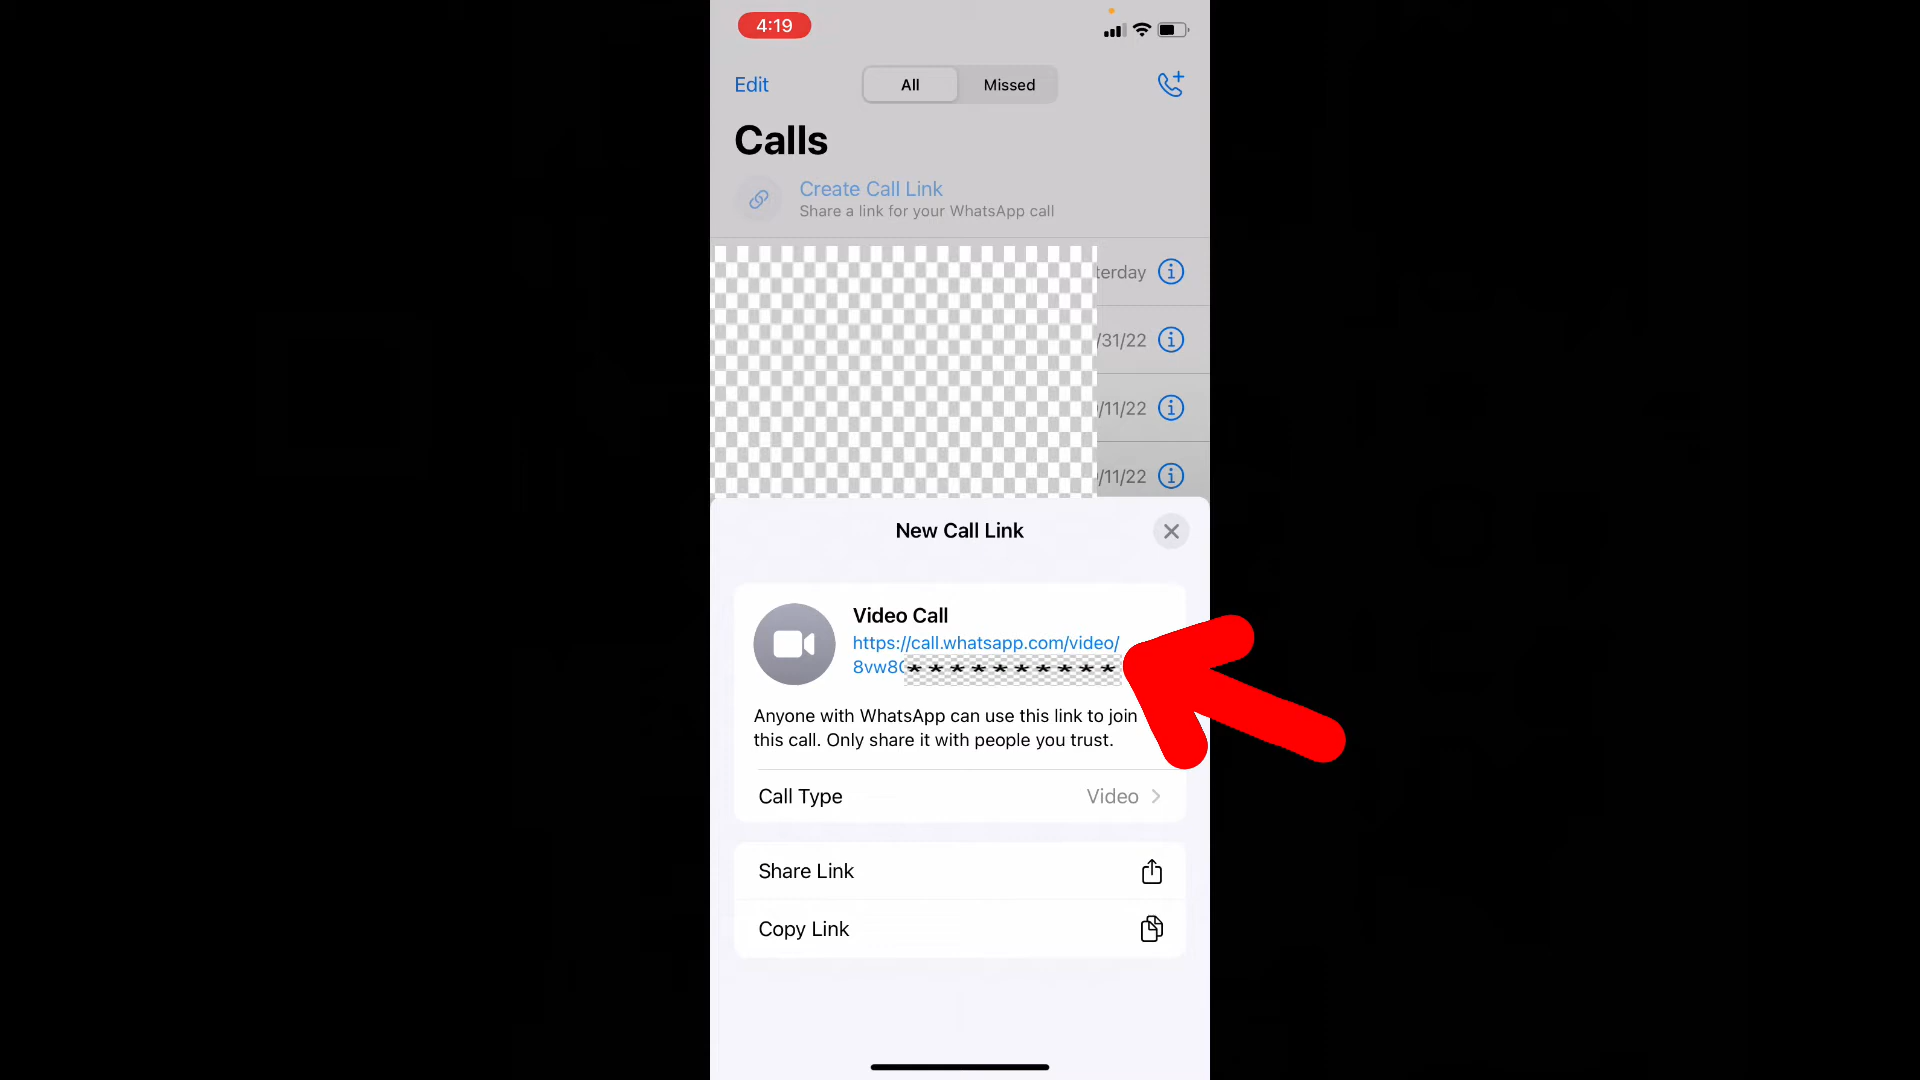 4:19
Edit
All
Missed
Calls
Create Call Link
Share a link for your WhatsApp call
terday
/31/22
/11/22
/11/22
New Call Link
Video Call
https://call.whatsapp.com/video/
8vw8**********
Anyone with WhatsApp can use this link to join
this call. Only share it with people you trust.
Call Type
Video
Share Link
Copy Link